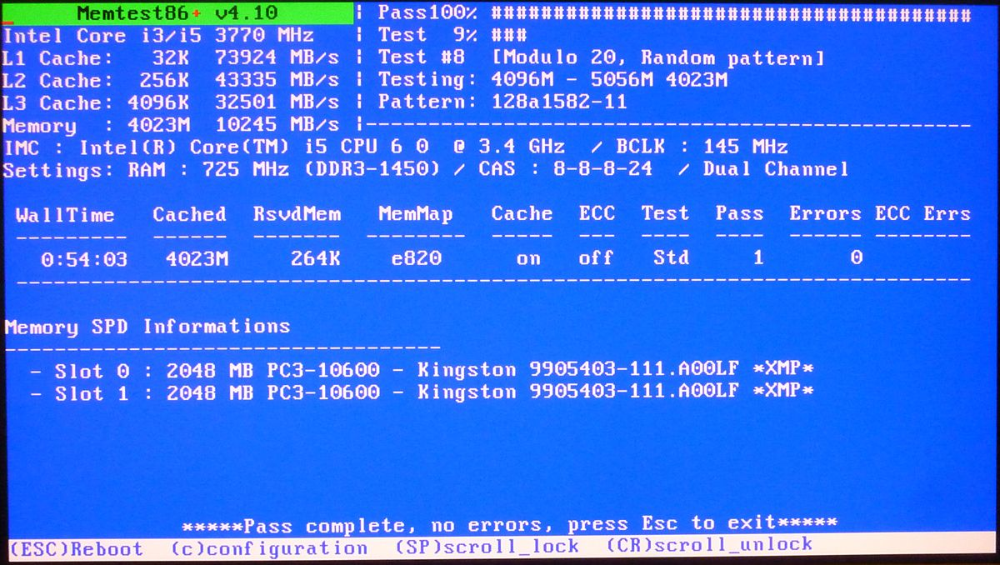 Memtest86+ v4.10 | Pass100% #######################################
Intel Core i3/i5 3770 MHz | Test 9% ###
L1 Cache: 32K 73924 MB/s | Test #8 [Modulo 20, Random pattern]
L2 Cache: 256K 43335 MB/s | Testing: 4096M - 5056M 4023M
L3 Cache: 4096K 32501 MB/s | Pattern: 128a1582-11
Memory : 4023M 10245 MB/s |-------------------------------------------------
IMC : Intel(R) Core(TM) i5 CPU 6 0 @ 3.4 GHz / BCLK : 145 MHz
Settings: RAM : 725 MHz (DDR3-1450) / CAS : 8-8-8-24 / Dual Channel
WallTime Cached RsvdMem MemMap Cache ECC Test Pass Errors ECC Errs
--------- ------ ------- -------- ----- --- ---- ---- ------ --------
0:54:03 4023M 264K e820 on off Std 1 0
-----------------------------------------------------------------------------
Memory SPD Informations
-----------------------------------
- Slot 0 : 2048 MB PC3-10600 - Kingston 9905403-111.A00LF *XMP*
- Slot 1 : 2048 MB PC3-10600 - Kingston 9905403-111.A00LF *XMP*
*****Pass complete, no errors, press Esc to exit*****
(ESC)Reboot (c)configuration (SP)scroll_lock (CR)scroll_unlock